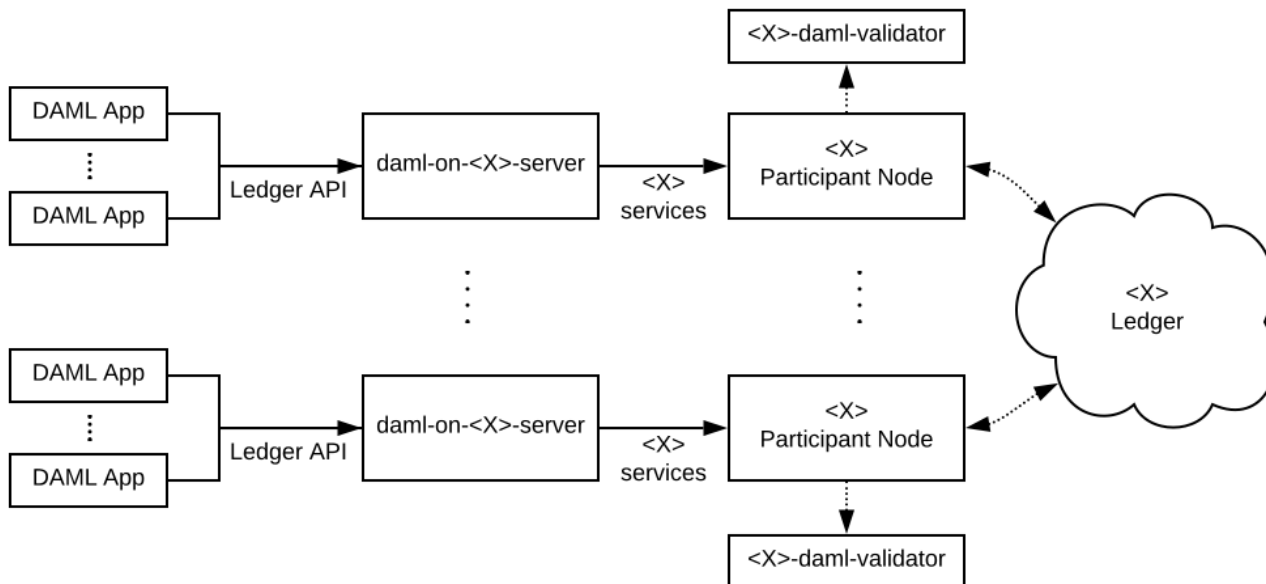 <X>-daml-validator
DAML App
DAML App
Ledger API
daml-on-<X>-server
<X>
services
<X>
Participant Node
<X>
Ledger
DAML App
DAML App
Ledger API
daml-on-<X>-server
<X>
services
<X>
Participant Node
<X>-daml-validator